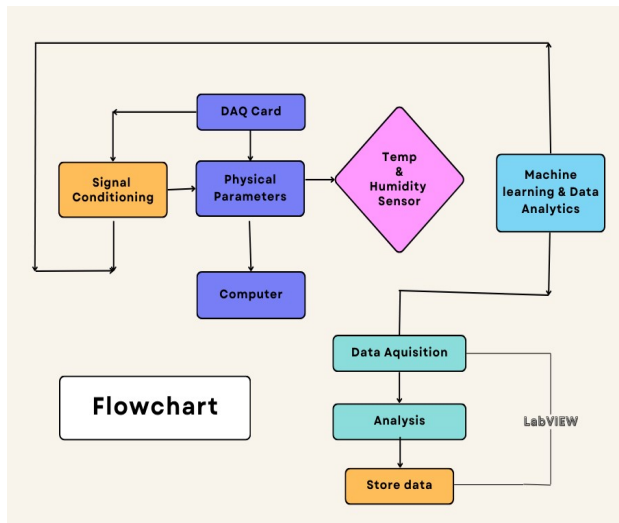 DAQ Card
Signal
Conditioning
Physical
Parameters
Temp
&
Humidity
Sensor
Machine
learning & Data
Analytics
Computer
Data Aquisition
Flowchart
Analysis
LabVIEW
Store data